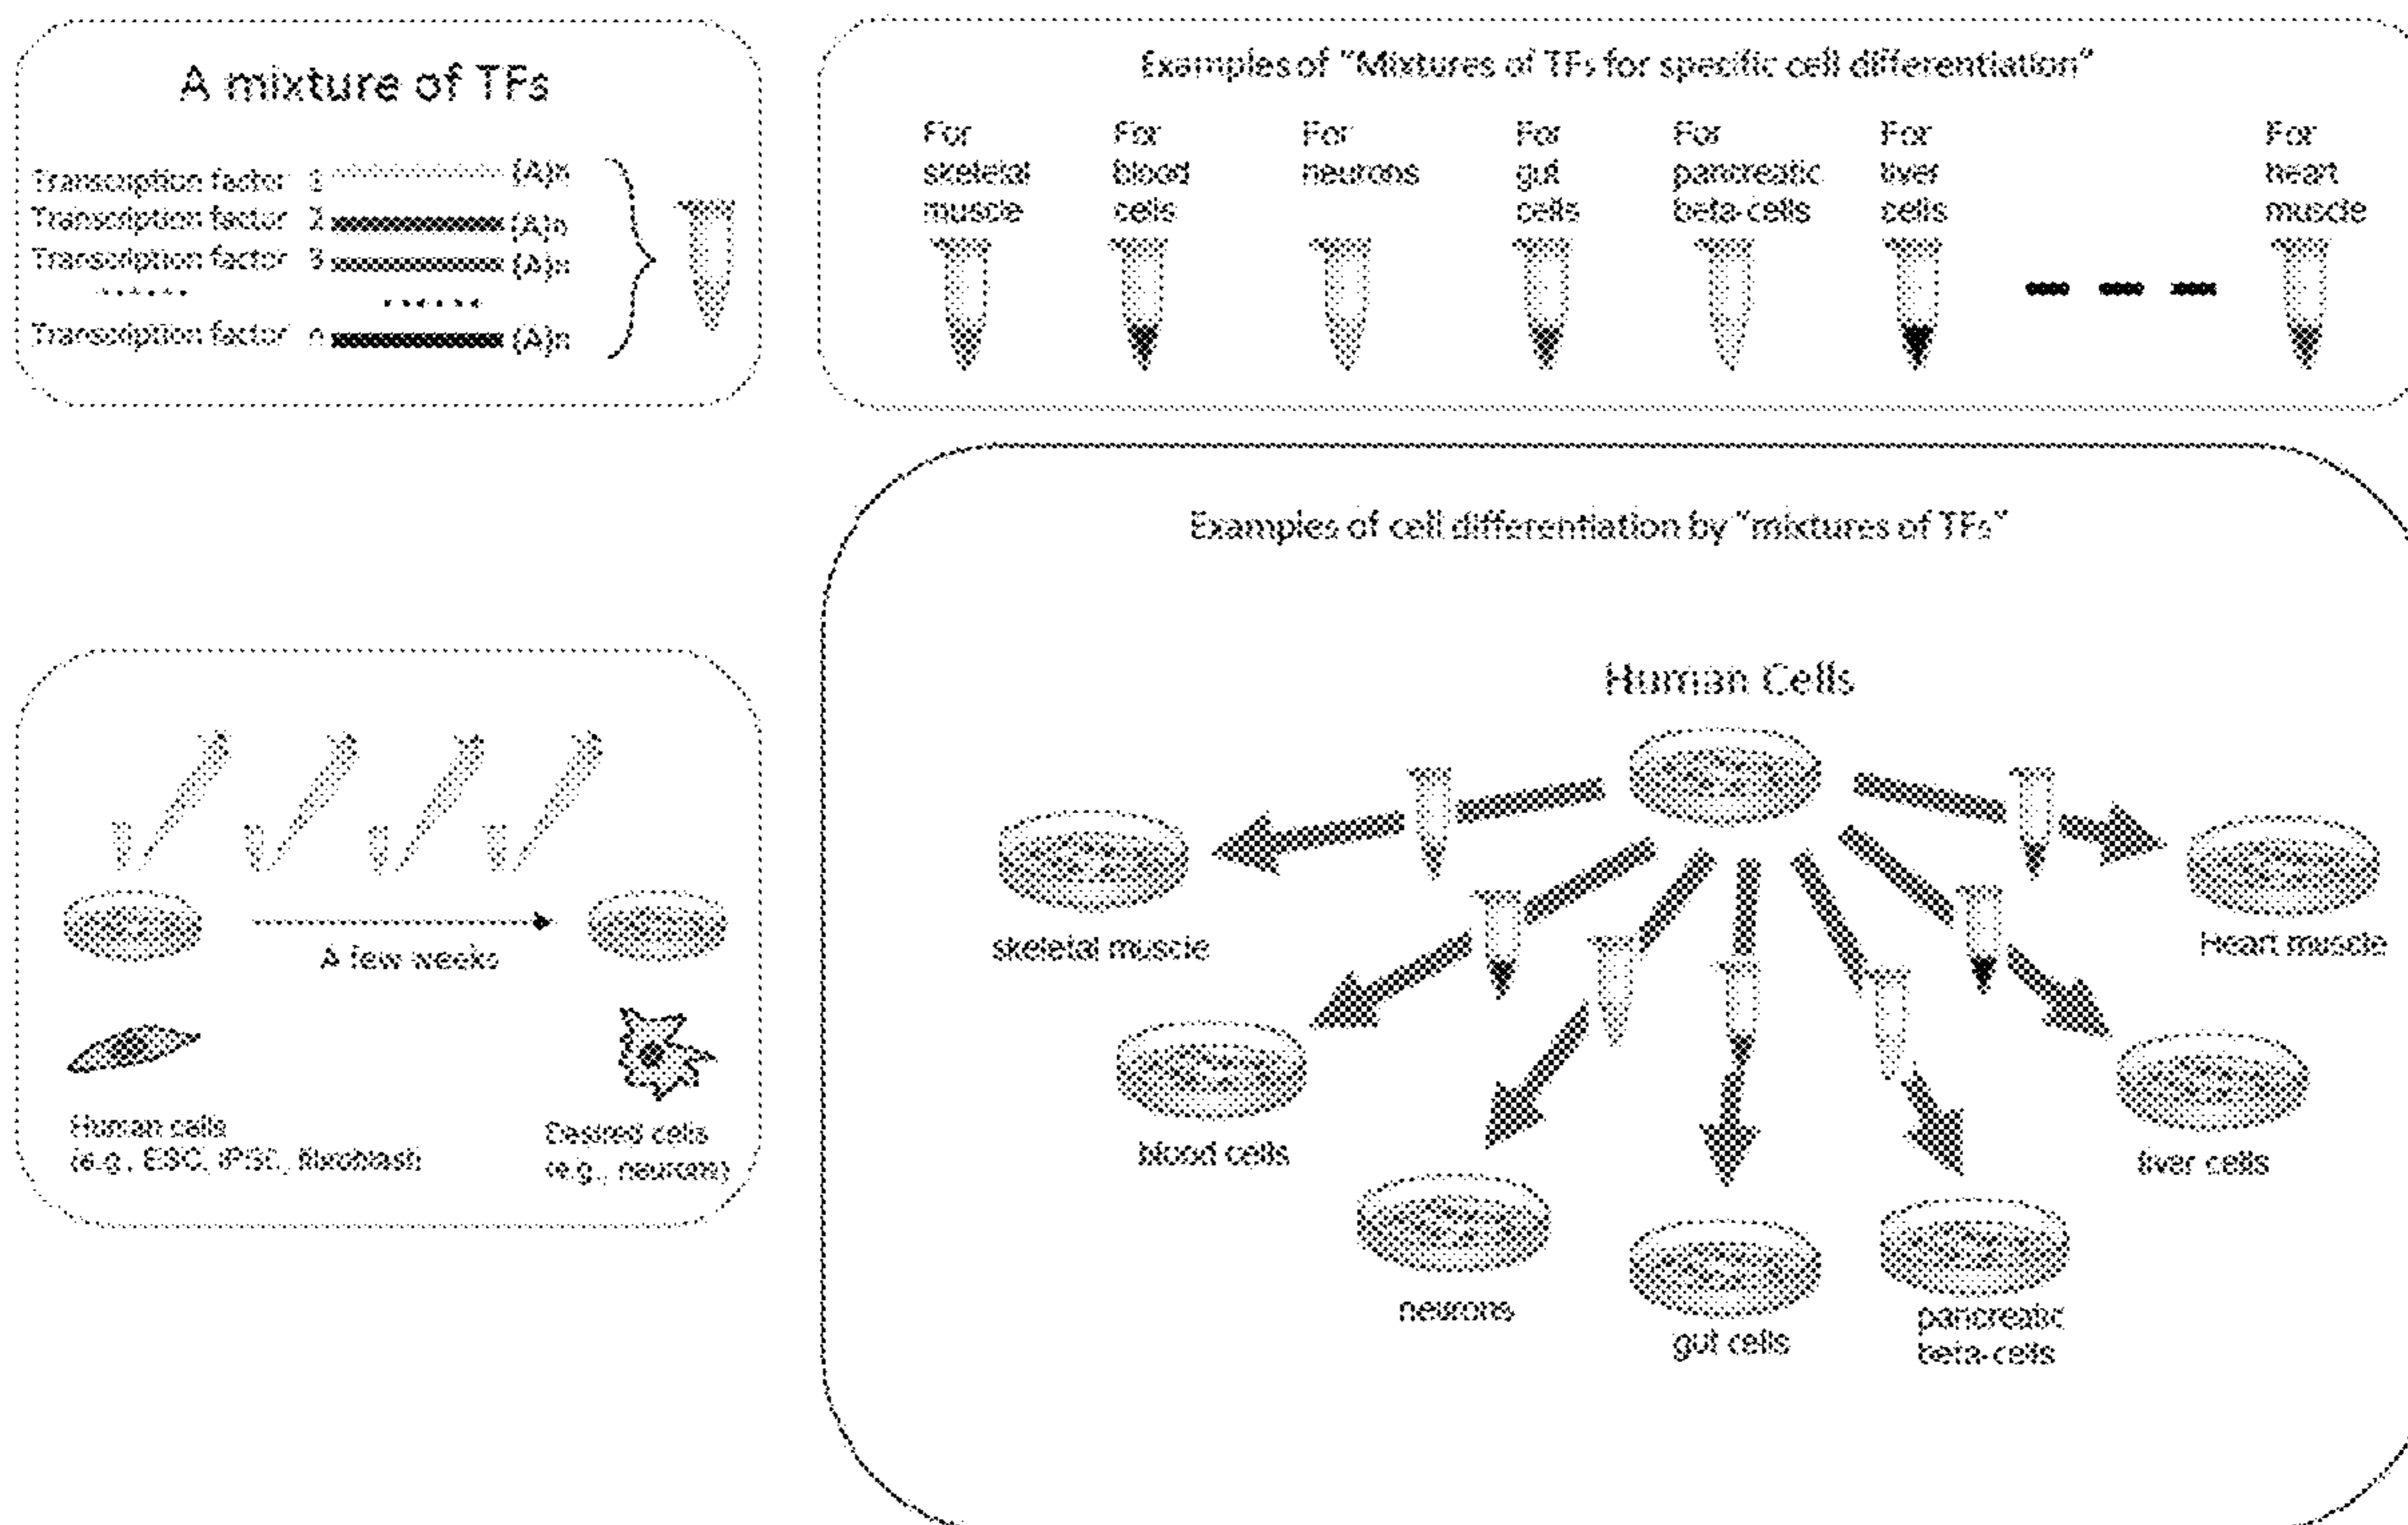 A mixture of TFs
Transcription factor 1 (A)n
Transcription factor 2 (A)n
Transcription factor 3 (A)n
Transcription factor n (A)n
Examples of "Mixtures of TFs for specific cell differentiation"
For
skeletal
muscle
For
blood
cells
For
neurons
For
gut
cells
For
pancreatic
beta-cells
For
liver
cells
For
heart
muscle
A few weeks
Human cells
(e.g., ESC, iPSC, fibroblast)
Desired cells
(e.g., neurons)
Examples of cell differentiation by "mixtures of TFs"
Human Cells
skeletal muscle
Heart muscle
blood cells
liver cells
neurons
gut cells
pancreatic
beta-cells